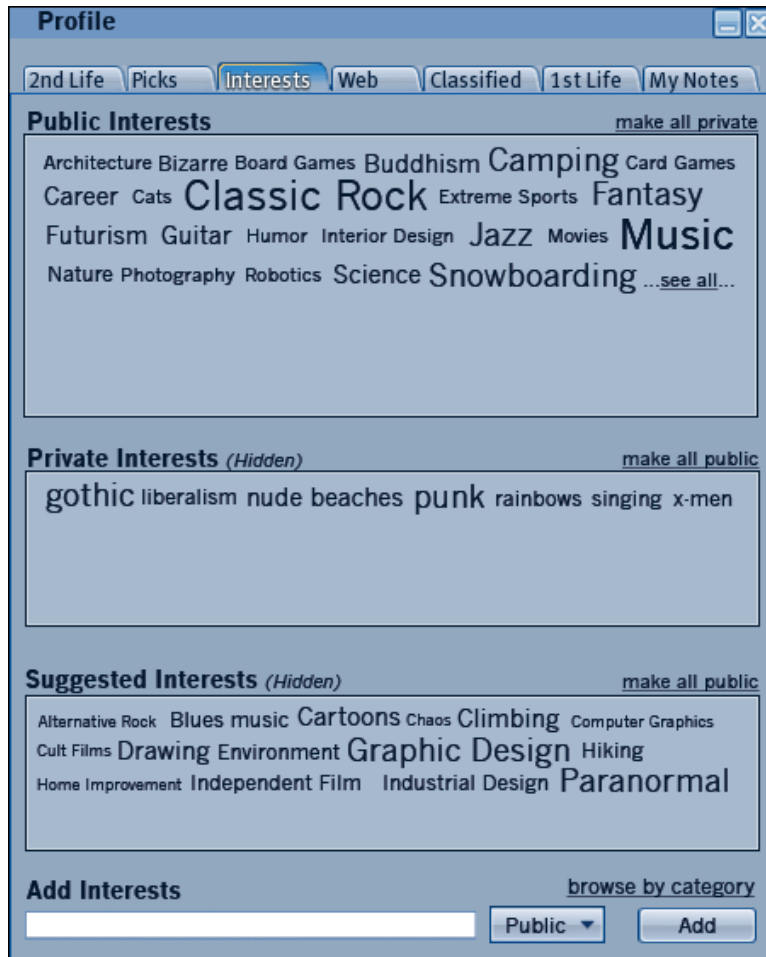 Profile
2nd Life Picks Interests Web Classified 1st Life My Notes
Public Interests make all private
Architecture Bizarre Board Games Buddhism Camping Card Games
Career Cats Classic Rock Extreme Sports Fantasy
Futurism Guitar Humor Interior Design Jazz Movies Music
Nature Photography Robotics Science Snowboarding ...see all...
Private Interests (Hidden) make all public
gothic liberalism nude beaches punk rainbows singing x-men
Suggested Interests (Hidden) make all public
Alternative Rock Blues music Cartoons Chaos Climbing Computer Graphics
Cult Films Drawing Environment Graphic Design Hiking
Home Improvement Independent Film Industrial Design Paranormal
Add Interests browse by category
Public Add